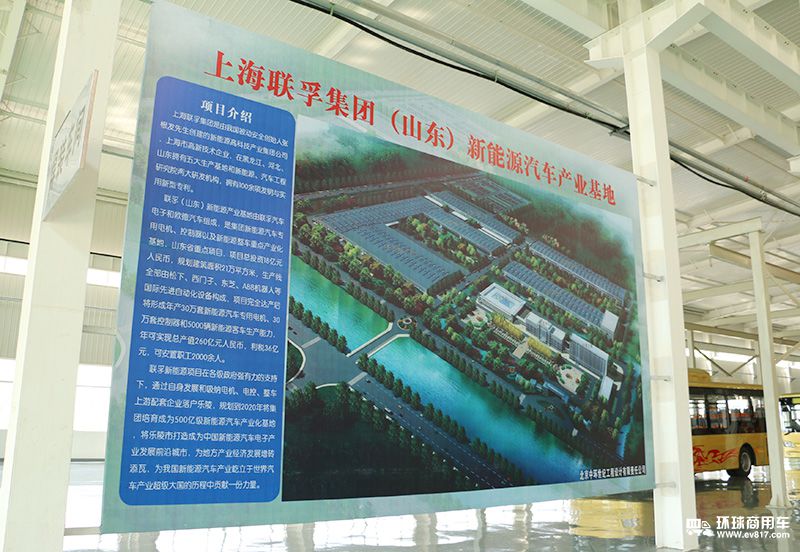 上海联孚集团（山东）新能源汽车产业基地
项目介绍
上海联孚集团是由我国被动安全创始人张
根发先生创建的新能源高科技产业集团公司
，上海市高新技术企业，在黑龙江、河北、
山东拥有五大生产基地和新能源、汽车工程
研究院两大研发机构，拥有100余项发明与实
用新型专利。
联孚（山东）新能源产业基地由联孚汽车
电子和欧德汽车组成，是集团新能源汽车专
用电机、控制器以及新能源整车重点产业化
基地，山东省重点项目，项目总投资18亿元
人民币，规划建筑面积21万平方米，生产线
全部由松下、西门子、东芝、ABB机器人等
国际先进自动化设备构成，项目完全达产后
将形成年产30万套新能源汽车专用电机、30
万套控制器和5000辆新能源客车生产能力，
年可实现总产值260亿元人民币，利税36亿
元，可安置职工2000余人。
联孚新能源项目在各级政府强有力的支持
下，通过自身发展和吸纳电机、电控、整车
上游配套企业落户乐陵，规划到2020年将集
团培育成为500亿级新能源汽车产业化基地
，将乐陵市打造成为中国新能源汽车电子产
业发展前沿城市，为地方产业经济发展增砖
添瓦，为我国新能源汽车产业屹立于世界汽
车产业超级大国的历程中贡献一份力量。
北京中环世纪工程设计有限责任公司
环球商用车
www.ev817.com